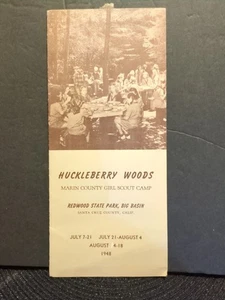 HUCKLEBERRY WOODS
MARIN COUNTY GIRL SCOUT CAMP
REDWOOD STATE PARK, BIG BASIN
SANTA CRUZ COUNTY, CALIF.
JULY 7-21 JULY 21-AUGUST 4
AUGUST 4-18
1948